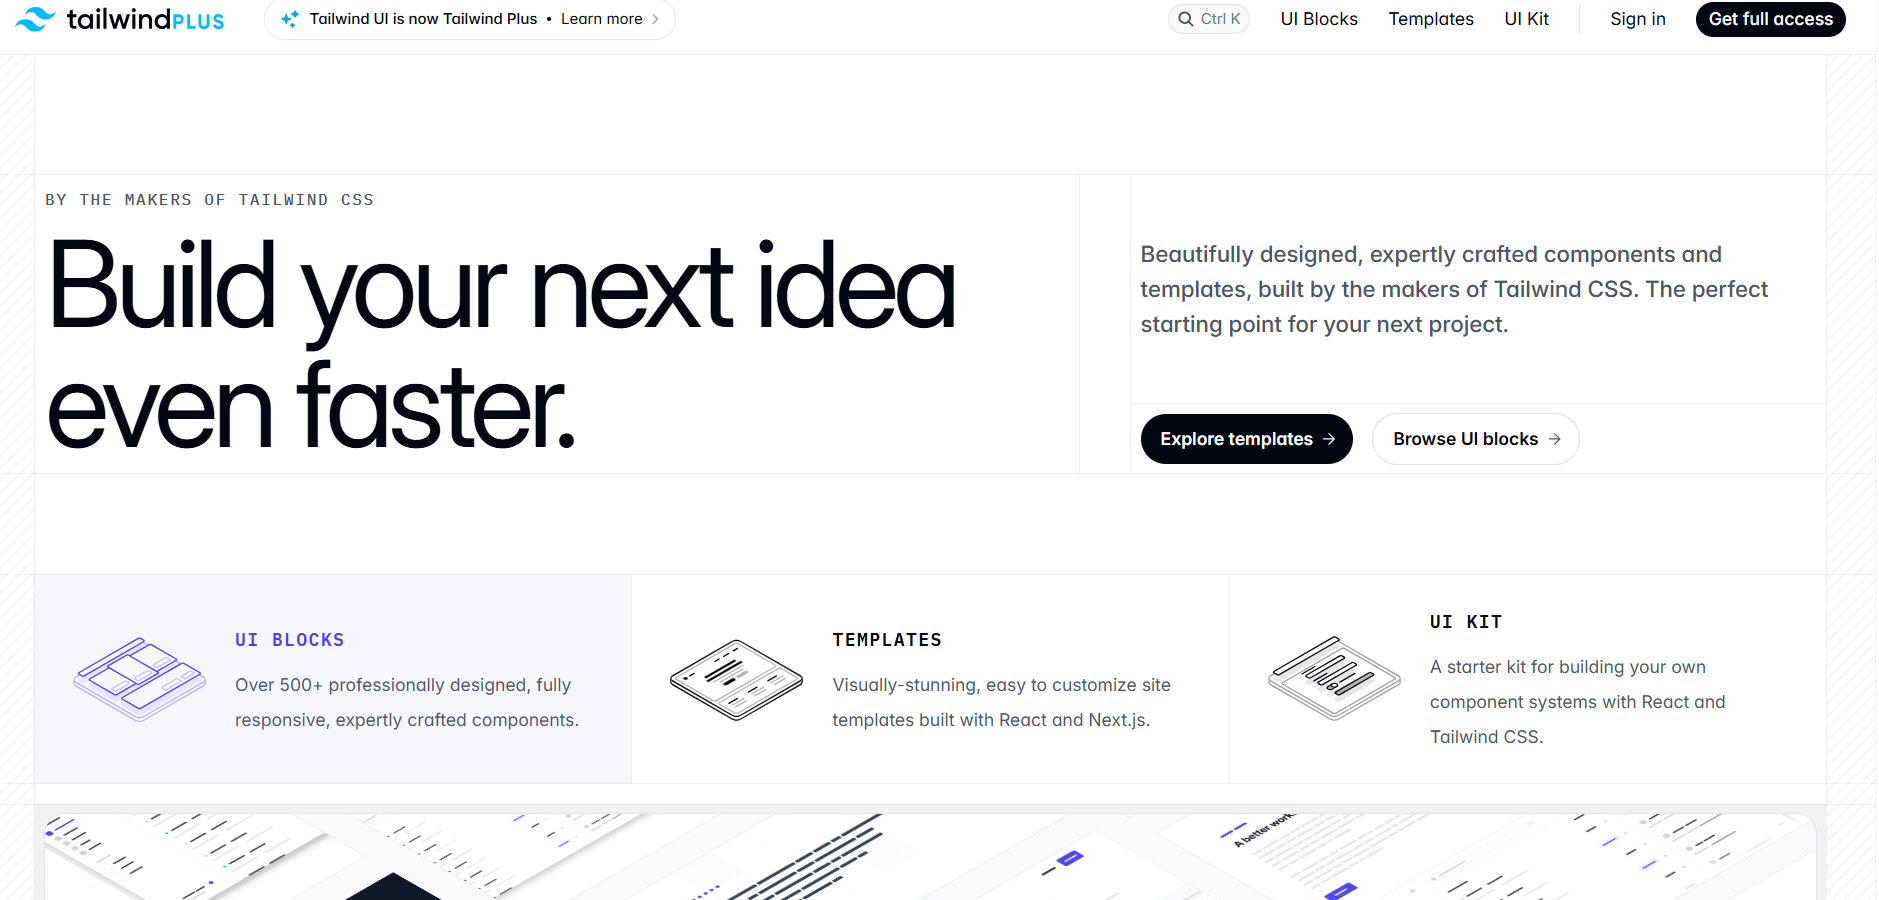 tailwindPLUS
Tailwind UI is now Tailwind Plus • Learn more
Ctrl K
UI Blocks
Templates
UI Kit
Sign in
Get full access
BY THE MAKERS OF TAILWIND CSS
Build your next idea
even faster.
Beautifully designed, expertly crafted components and
templates, built by the makers of Tailwind CSS. The perfect
starting point for your next project.
Explore templates →
Browse UI blocks →
UI BLOCKS
Over 500+ professionally designed, fully
responsive, expertly crafted components.
TEMPLATES
Visually-stunning, easy to customize site
templates built with React and Next.js.
UI KIT
A starter kit for building your own
component systems with React and
Tailwind CSS.
A better work